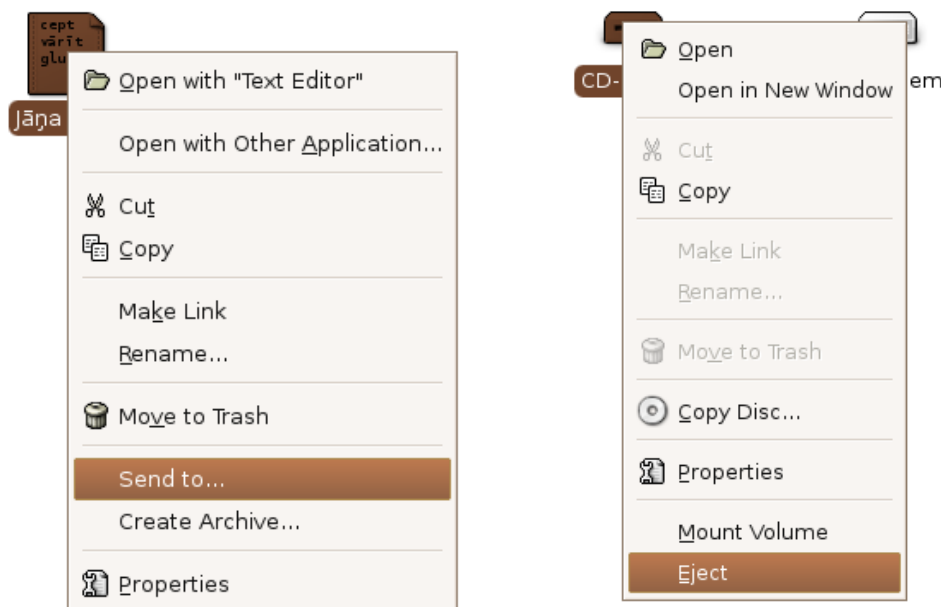 cept
vārīt
glu
Jāņa
Open with "Text Editor"
Open with Other Application...
Cut
Copy
Make Link
Rename...
Move to Trash
Send to...
Create Archive...
Properties
CD-
em
Open
Open in New Window
Cut
Copy
Make Link
Rename...
Move to Trash
Copy Disc...
Properties
Mount Volume
Eject